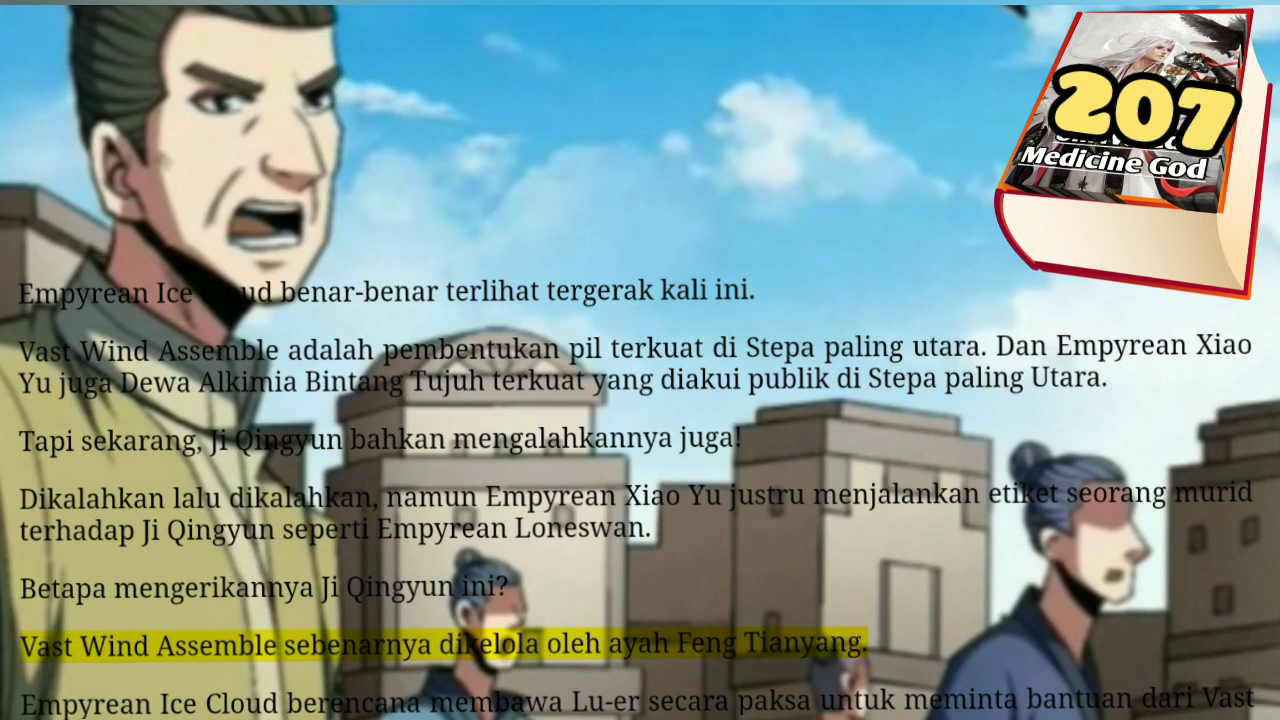 207
Medicine God
Empyrean Ice Cloud benar-benar terlihat tergerak kali ini.
Vast Wind Assemble adalah pembentukan pil terkuat di Stepa paling utara. Dan Empyrean Xiao
Yu juga Dewa Alkimia Bintang Tujuh terkuat yang diakui publik di Stepa paling Utara.
Tapi sekarang, Ji Qingyun bahkan mengalahkannya juga!
Dikalahkan lalu dikalahkan, namun Empyrean Xiao Yu justru menjalankan etiket seorang murid
terhadap Ji Qingyun seperti Empyrean Loneswan.
Betapa mengerikannya Ji Qingyun ini?
Vast Wind Assemble sebenarnya dikelola oleh ayah Feng Tianyang.
Empyrean Ice Cloud berencana membawa Lu-er secara paksa untuk meminta bantuan dari Vast